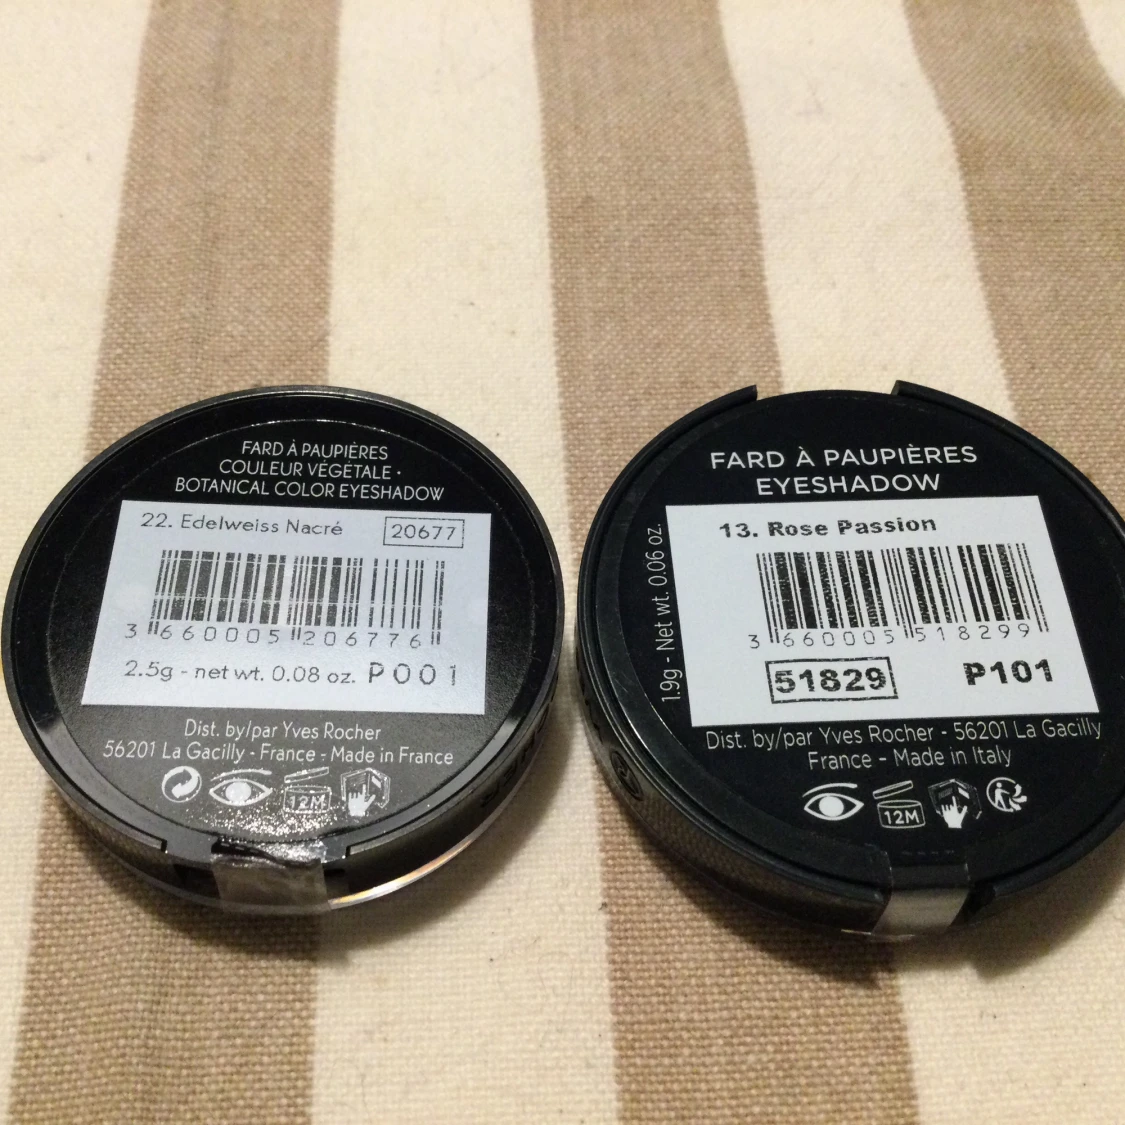 FARD À PAUPIÈRES
COULEUR VÉGÉTALE •
BOTANICAL COLOR EYESHADOW
22. Edelweiss Nacré 20677
3 660005 206776
2.5g - net wt. 0.08 oz. P001
Dist. by/par Yves Rocher
56201 La Gacilly - France - Made in France
12M
FARD À PAUPIÈRES
EYESHADOW
1.9g - Net wt. 0.06 oz.
13. Rose Passion
3 660005 518299
51829 P101
Dist. by/par Yves Rocher - 56201 La Gacilly
France - Made in Italy
12M